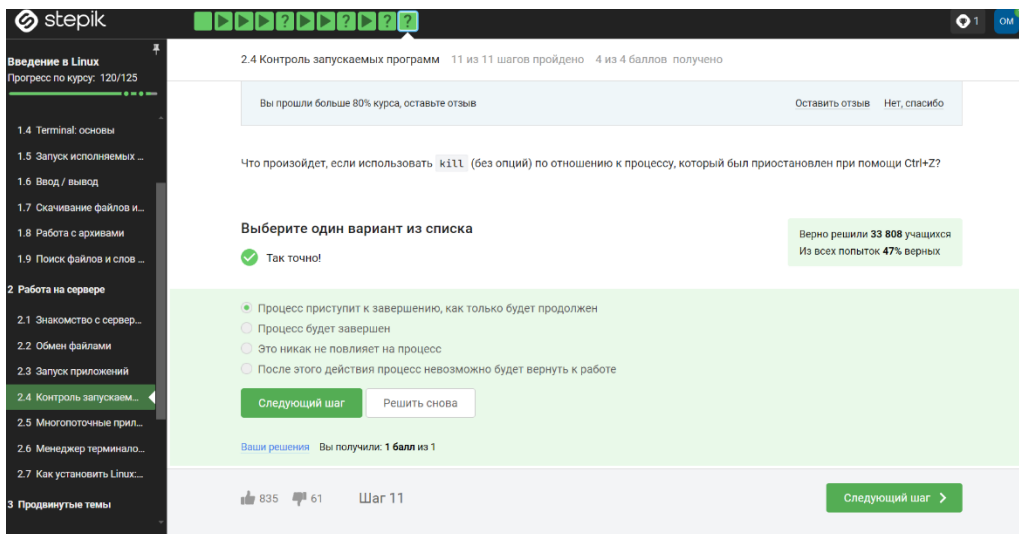 stepik
1
ОМ
Введение в Linux
Прогресс по курсу: 120/125
1.4 Terminal: основы
1.5 Запуск исполняемых ...
1.6 Ввод / вывод
1.7 Скачивание файлов и...
1.8 Работа с архивами
1.9 Поиск файлов и слов ...
2 Работа на сервере
2.1 Знакомство с сервер...
2.2 Обмен файлами
2.3 Запуск приложений
2.4 Контроль запускаем...
2.5 Многопоточные прил...
2.6 Менеджер терминало...
2.7 Как установить Linux:...
3 Продвинутые темы
2.4 Контроль запускаемых программ 11 из 11 шагов пройдено 4 из 4 баллов получено
Вы прошли больше 80% курса, оставьте отзыв Оставить отзыв Нет, спасибо
Что произойдет, если использовать kill (без опций) по отношению к процессу, который был приостановлен при помощи Ctrl+Z?
Выберите один вариант из списка
Так точно!
Верно решили 33 808 учащихся
Из всех попыток 47% верных
Процесс приступит к завершению, как только будет продолжен
Процесс будет завершен
Это никак не повлияет на процесс
После этого действия процесс невозможно будет вернуть к работе
Следующий шаг Решить снова
Ваши решения Вы получили: 1 балл из 1
835 61 Шаг 11 Следующий шаг